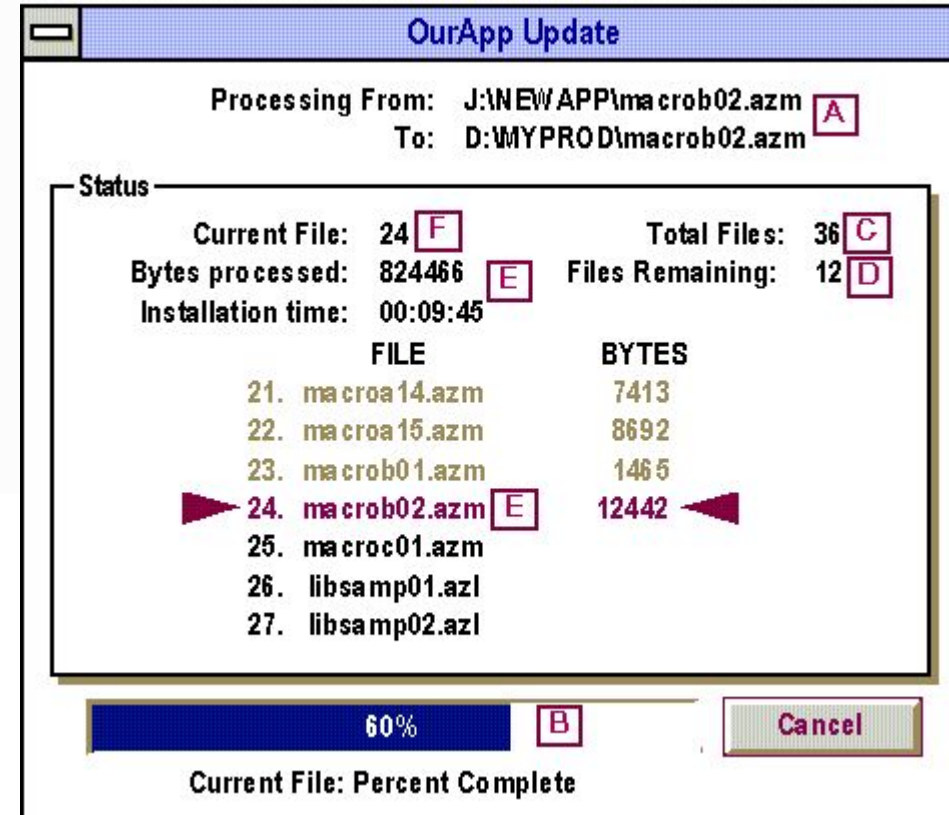 OurApp Update
Processing From: J:\NEWAPP\macrob02.azm A
To: D:\MYPROD\macrob02.azm
Status
Current File: 24 F Total Files: 36 C
Bytes processed: 824466 E Files Remaining: 12 D
Installation time: 00:09:45
FILE BYTES
21. macroa14.azm 7413
22. macroa15.azm 8692
23. macrob01.azm 1465
24. macrob02.azm E 12442
25. macroc01.azm
26. libsamp01.azl
27. libsamp02.azl
60% B Cancel
Current File: Percent Complete